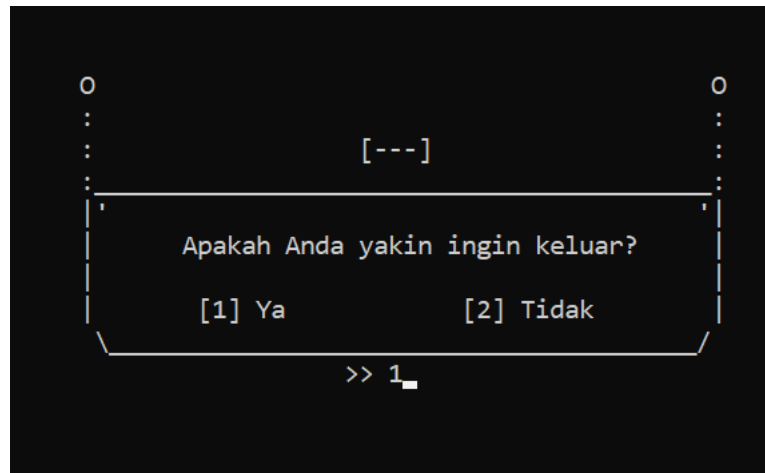 O O
[---]
Apakah Anda yakin ingin keluar?
[1] Ya [2] Tidak
>> 1